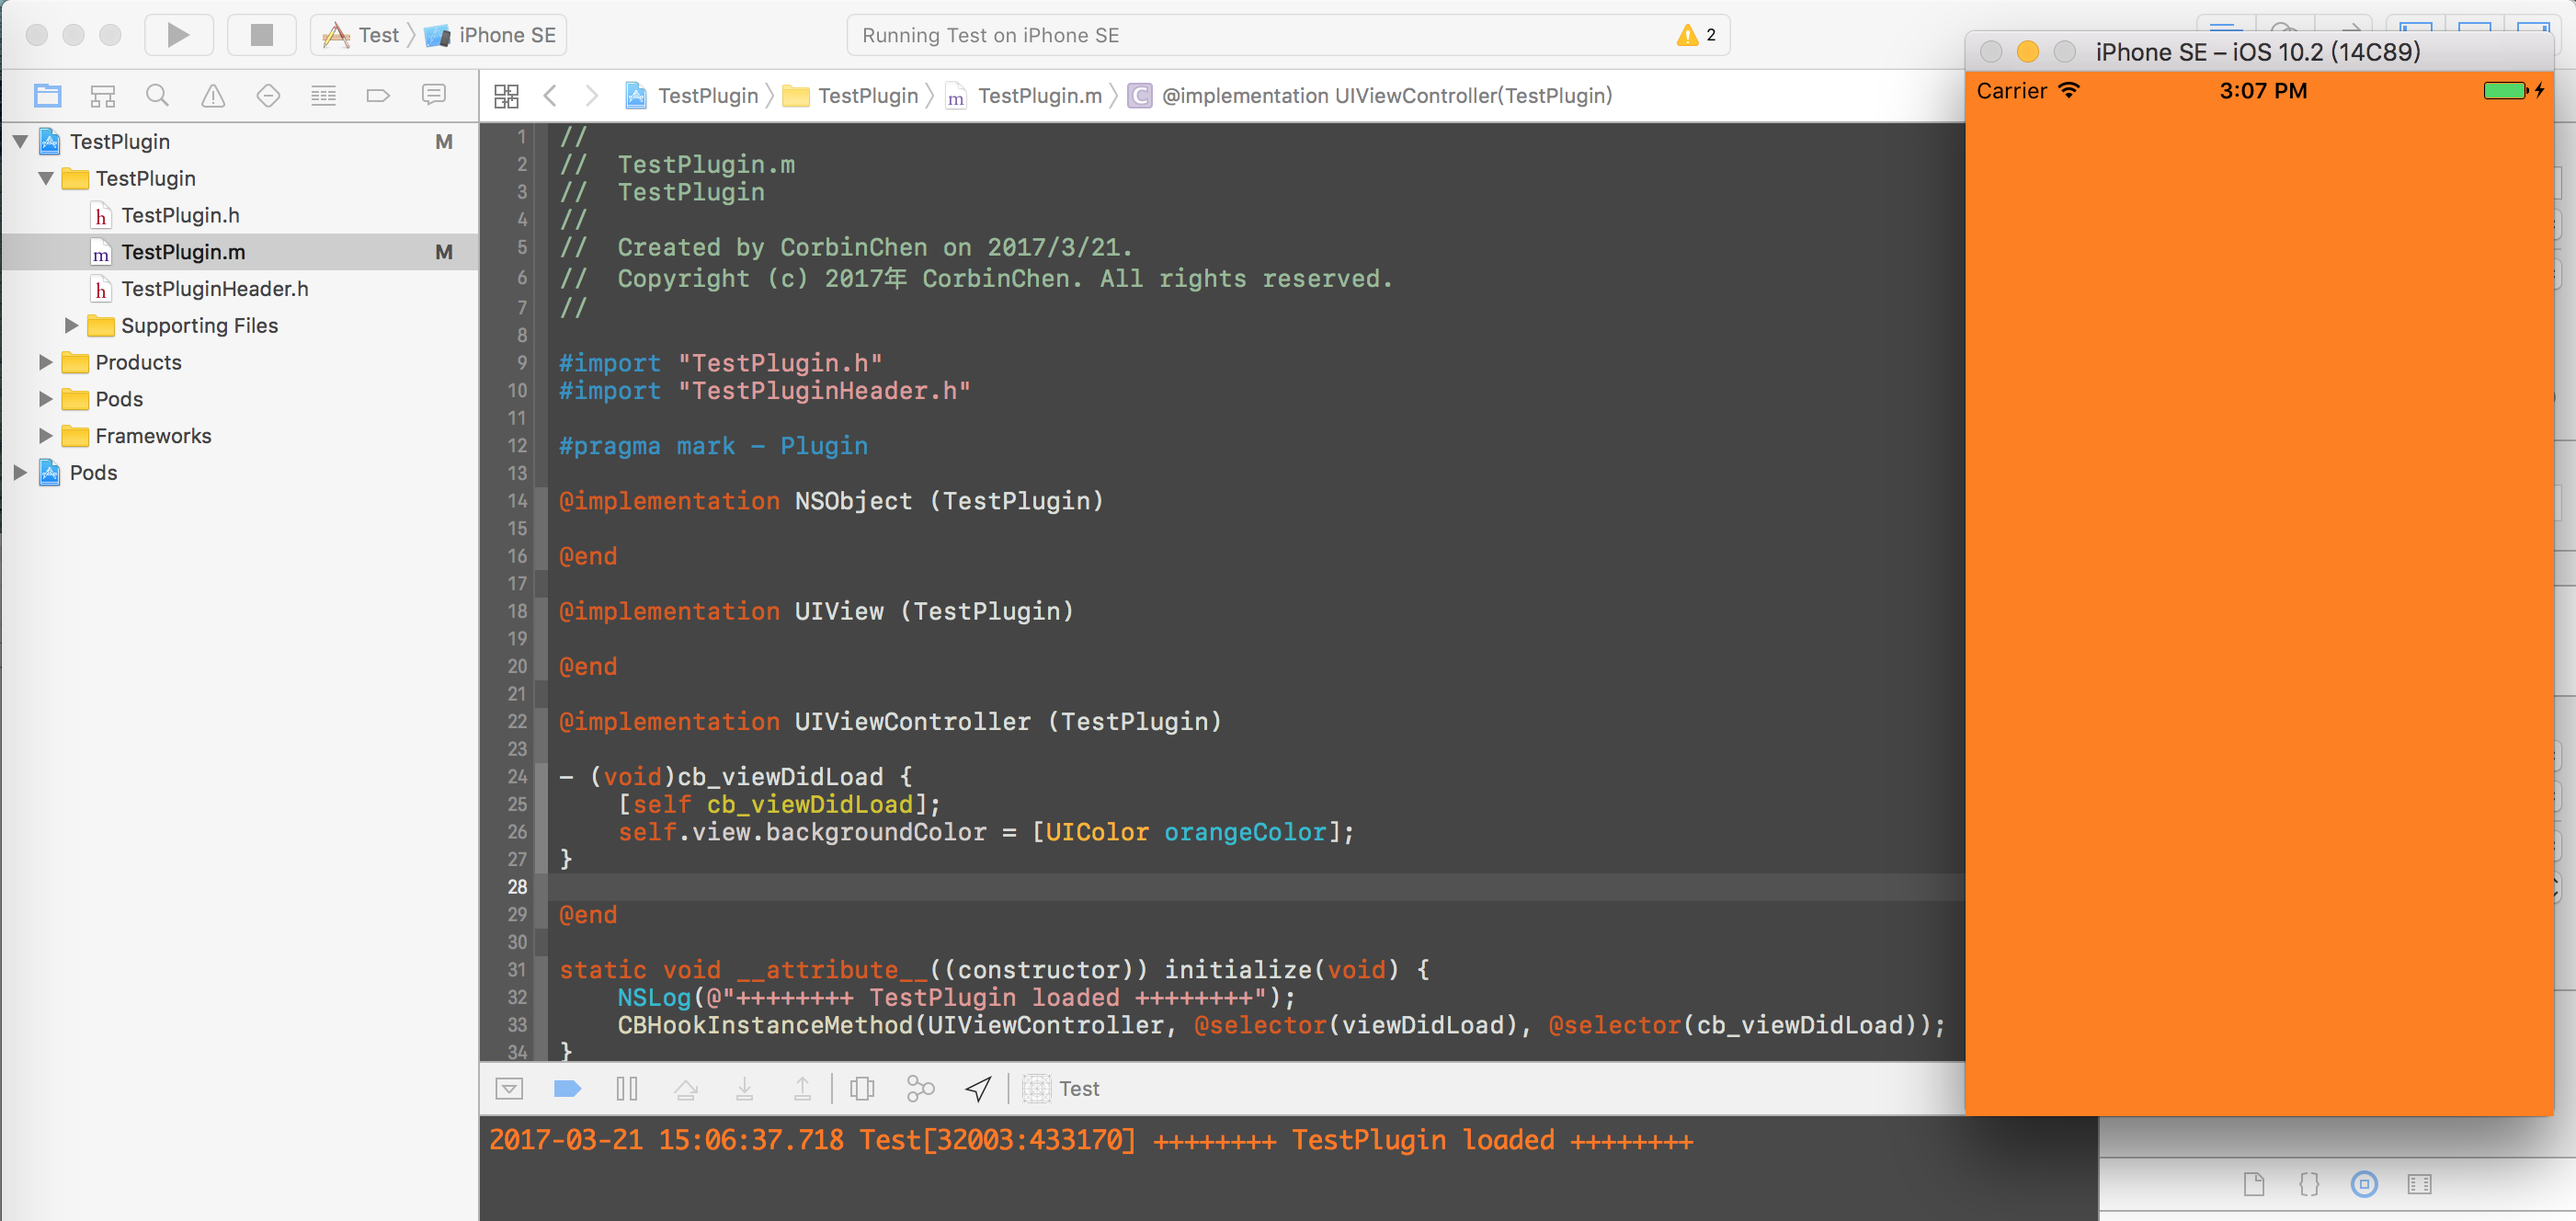 Test
iPhone SE
Running Test on iPhone SE
2
iPhone SE – iOS 10.2 (14C89)
Carrier
3:07 PM
TestPlugin
TestPlugin
TestPlugin.m
C
@implementation UIViewController(TestPlugin)
TestPlugin M
TestPlugin
h TestPlugin.h
m TestPlugin.m M
h TestPluginHeader.h
Supporting Files
Products
Pods
Frameworks
Pods
1 //
2 //  TestPlugin.m
3 //  TestPlugin
4 //
5 //  Created by CorbinChen on 2017/3/21.
6 //  Copyright (c) 2017年 CorbinChen. All rights reserved.
7 //
8
9 #import "TestPlugin.h"
10 #import "TestPluginHeader.h"
11
12 #pragma mark - Plugin
13
14 @implementation NSObject (TestPlugin)
15
16 @end
17
18 @implementation UIView (TestPlugin)
19
20 @end
21
22 @implementation UIViewController (TestPlugin)
23
24 - (void)cb_viewDidLoad {
25     [self cb_viewDidLoad];
26     self.view.backgroundColor = [UIColor orangeColor];
27 }
28
29 @end
30
31 static void __attribute__((constructor)) initialize(void) {
32     NSLog(@"++++++++ TestPlugin loaded ++++++++");
33     CBHookInstanceMethod(UIViewController, @selector(viewDidLoad), @selector(cb_viewDidLoad));
34 }
Test
2017-03-21 15:06:37.718 Test[32003:433170] ++++++++ TestPlugin loaded ++++++++